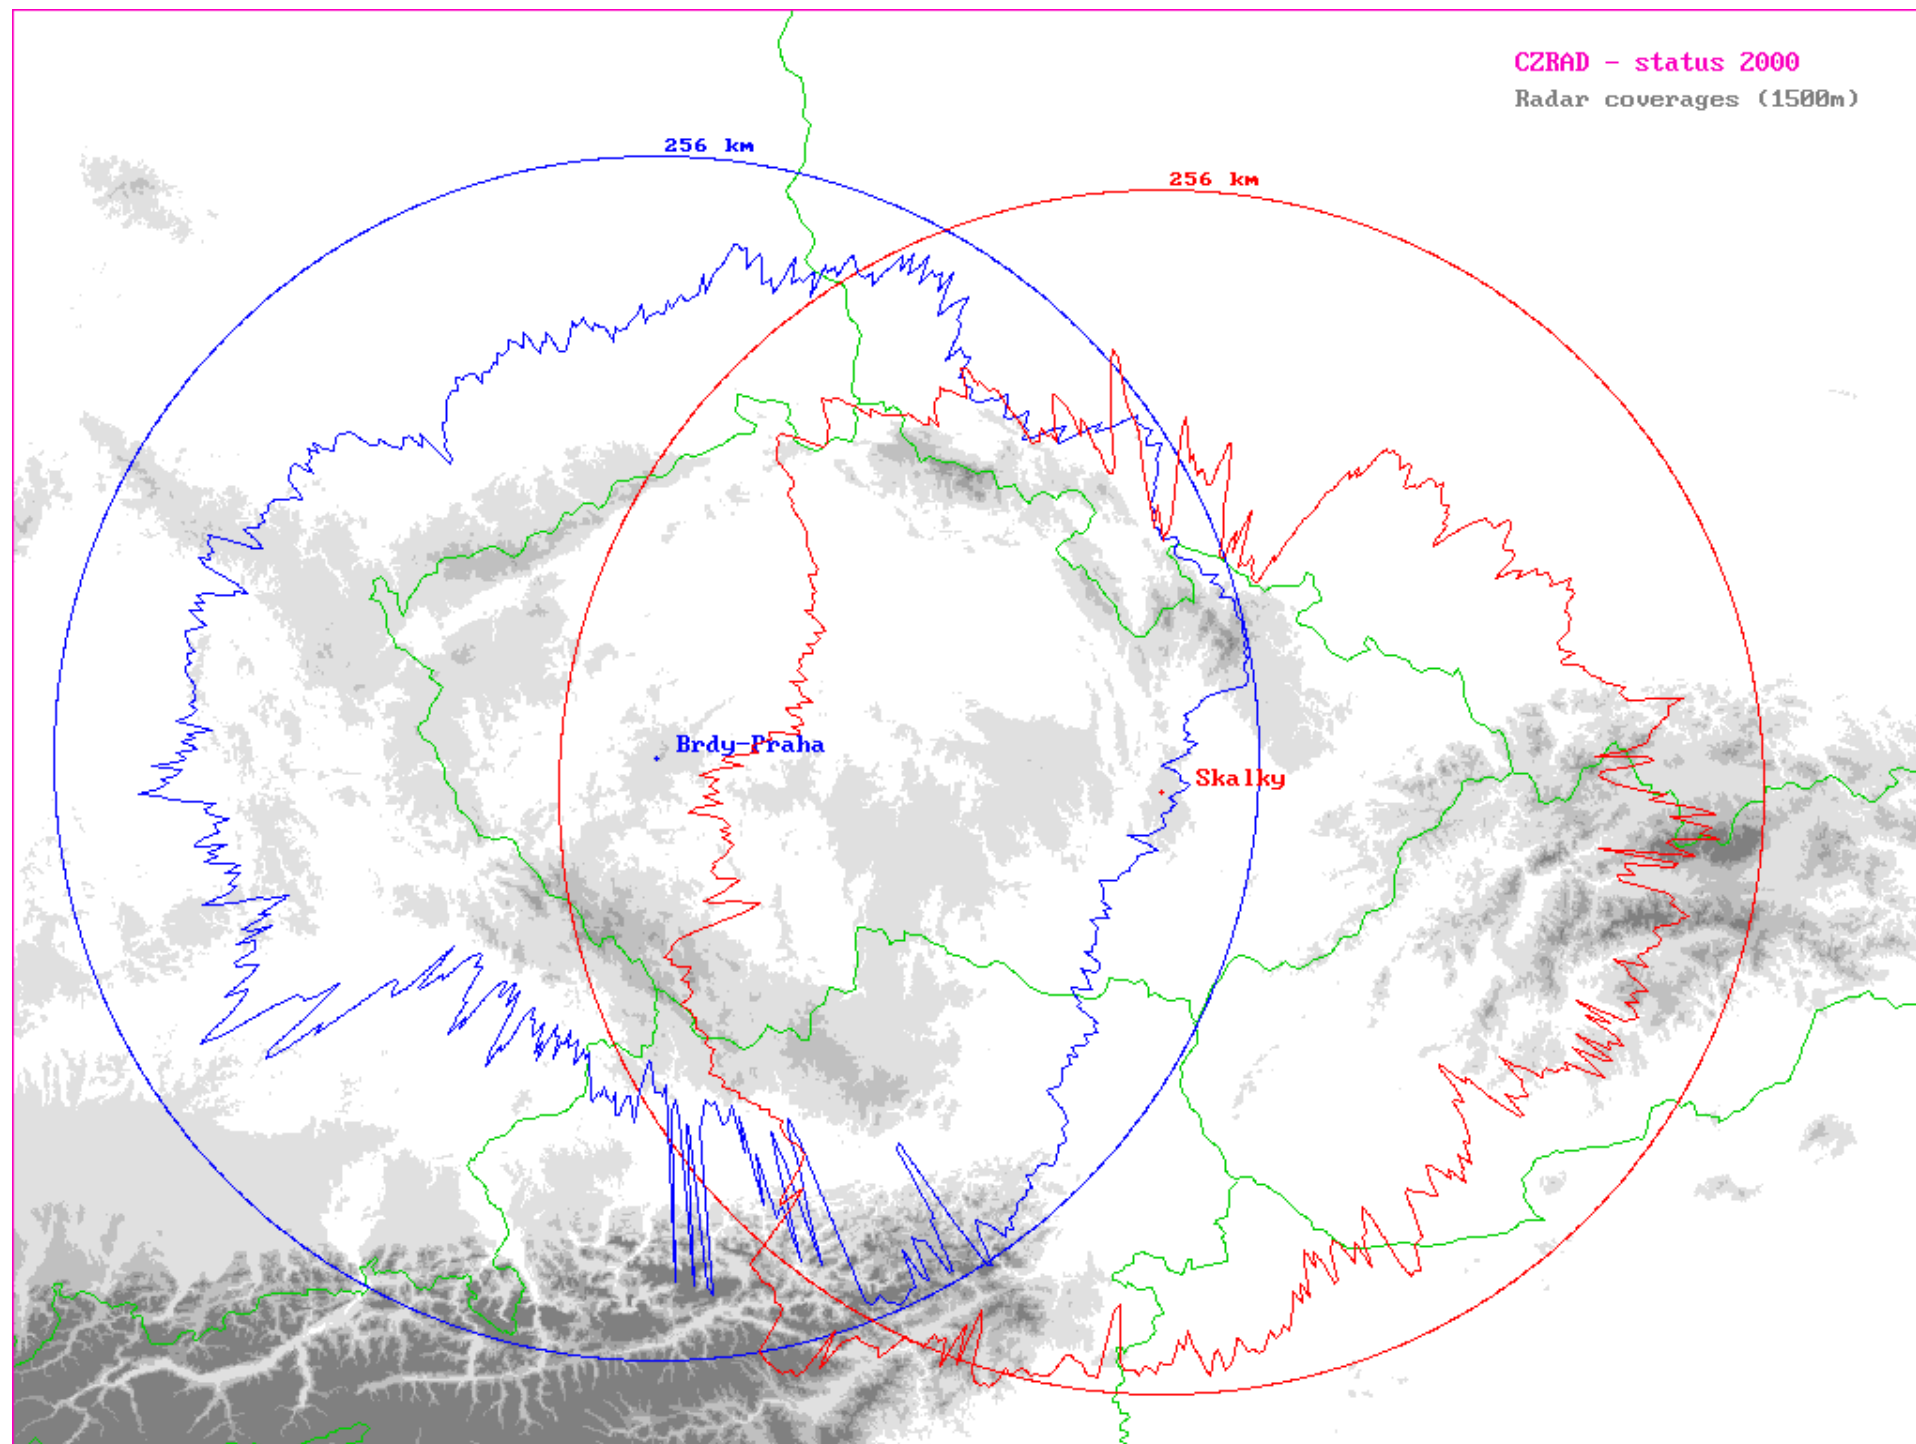 CZRAD - status 2000
Radar coverages (1500m)
256 km
256 km
Brdy-Praha
Skalky